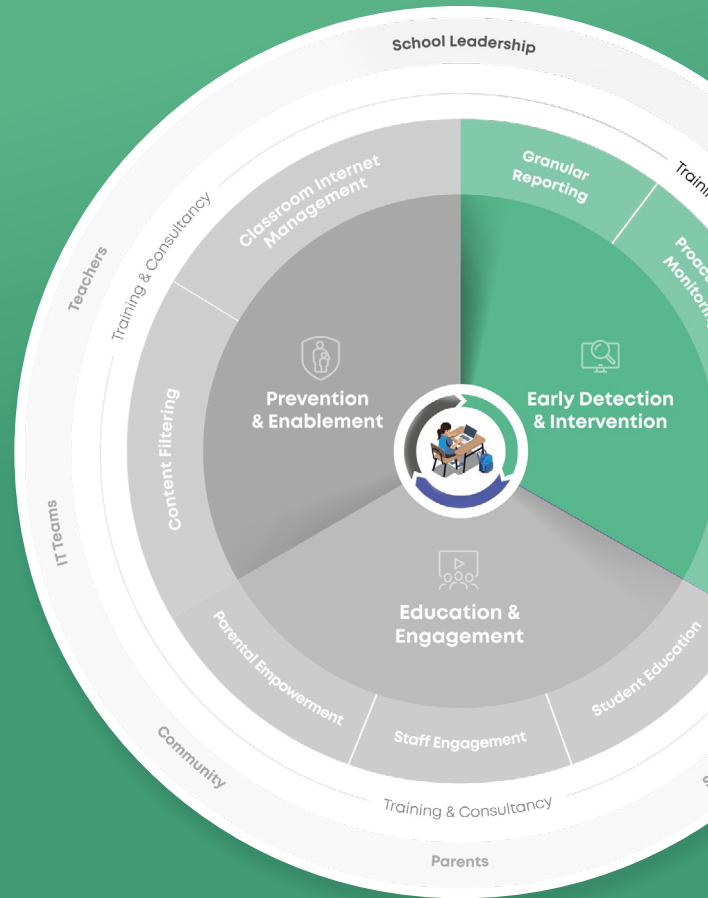 School Leadership
Teachers
IT Teams
Community
Parents
Training & Consultancy
Training & Consultancy
Classroom Internet
Management
Content Filtering
Granular
Reporting
Prevention
& Enablement
Early Detection
& Intervention
Education &
Engagement
Parental Empowerment
Staff Engagement
Student Education